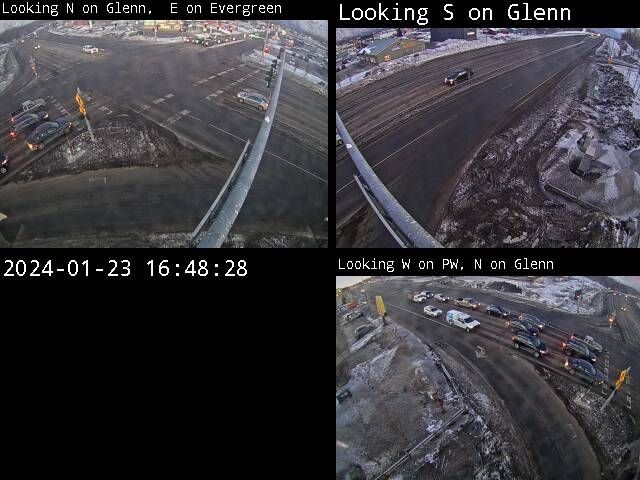 Looking N on Glenn,  E on Evergreen
Looking S on Glenn
2024-01-23 16:48:28
Looking W on PW, N on Glenn